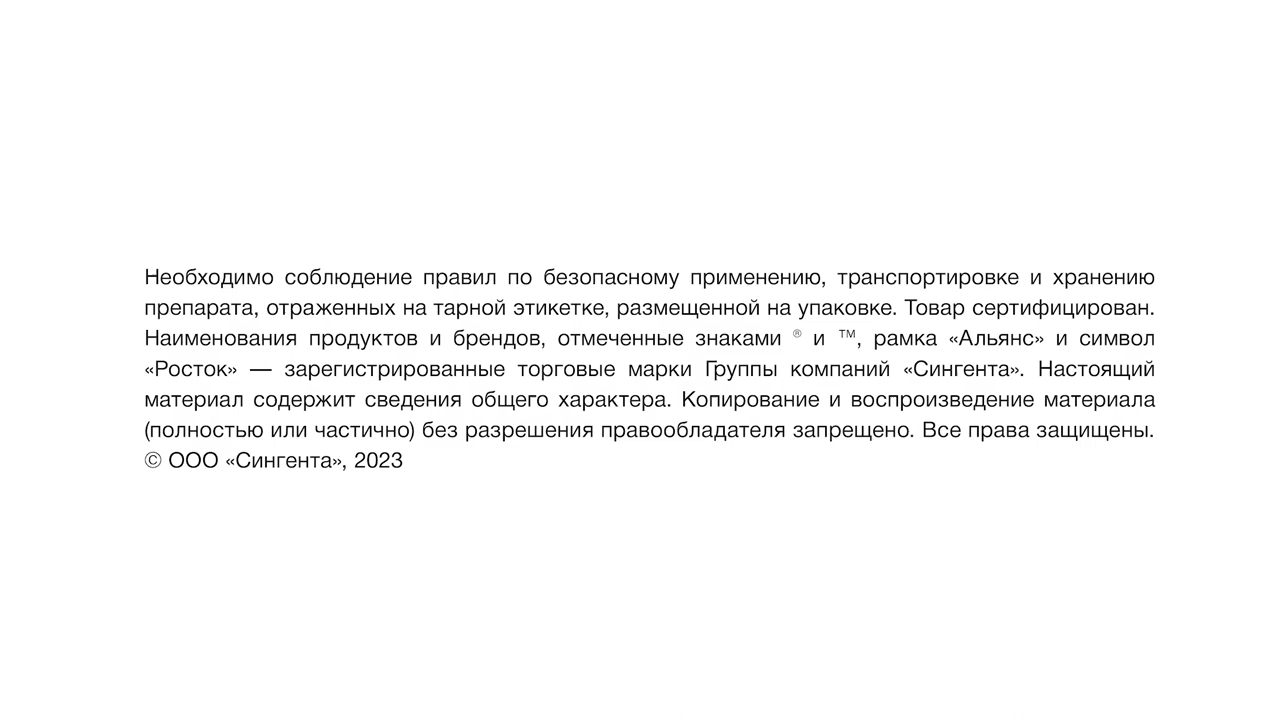 Необходимо соблюдение правил по безопасному применению, транспортировке и хранению
препарата, отраженных на тарной этикетке, размещенной на упаковке. Товар сертифицирован.
Наименования продуктов и брендов, отмеченные знаками ® и ™, рамка «Альянс» и символ
«Росток» — зарегистрированные торговые марки Группы компаний «Сингента». Настоящий
материал содержит сведения общего характера. Копирование и воспроизведение материала
(полностью или частично) без разрешения правообладателя запрещено. Все права защищены.
© ООО «Сингента», 2023